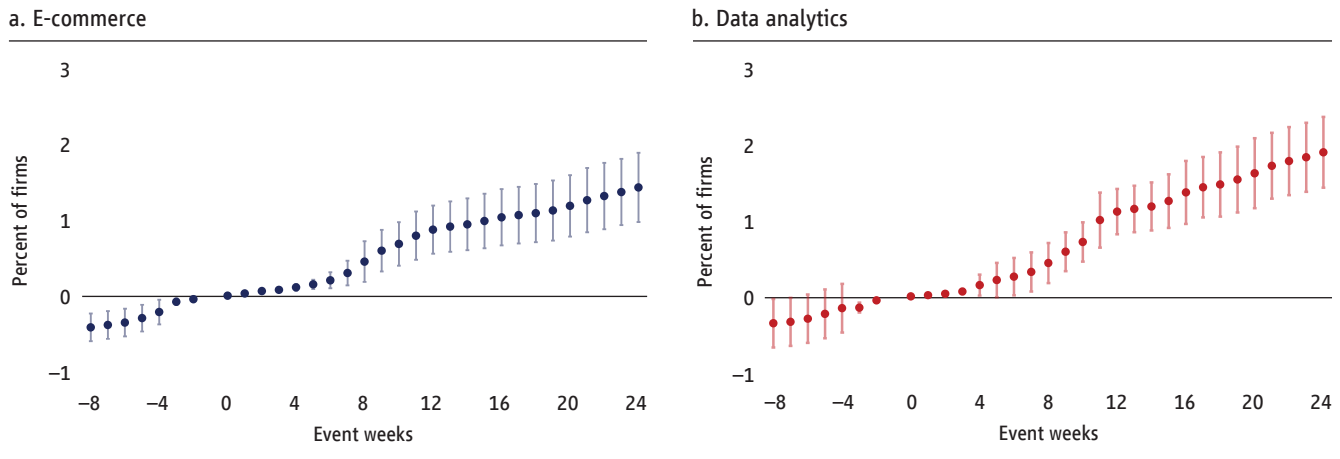 a. E-commerce
Percent of firms
3
2
1
0
−1
−8 −4 0 4 8 12 16 20 24
Event weeks
b. Data analytics
Percent of firms
3
2
1
0
−1
−8 −4 0 4 8 12 16 20 24
Event weeks